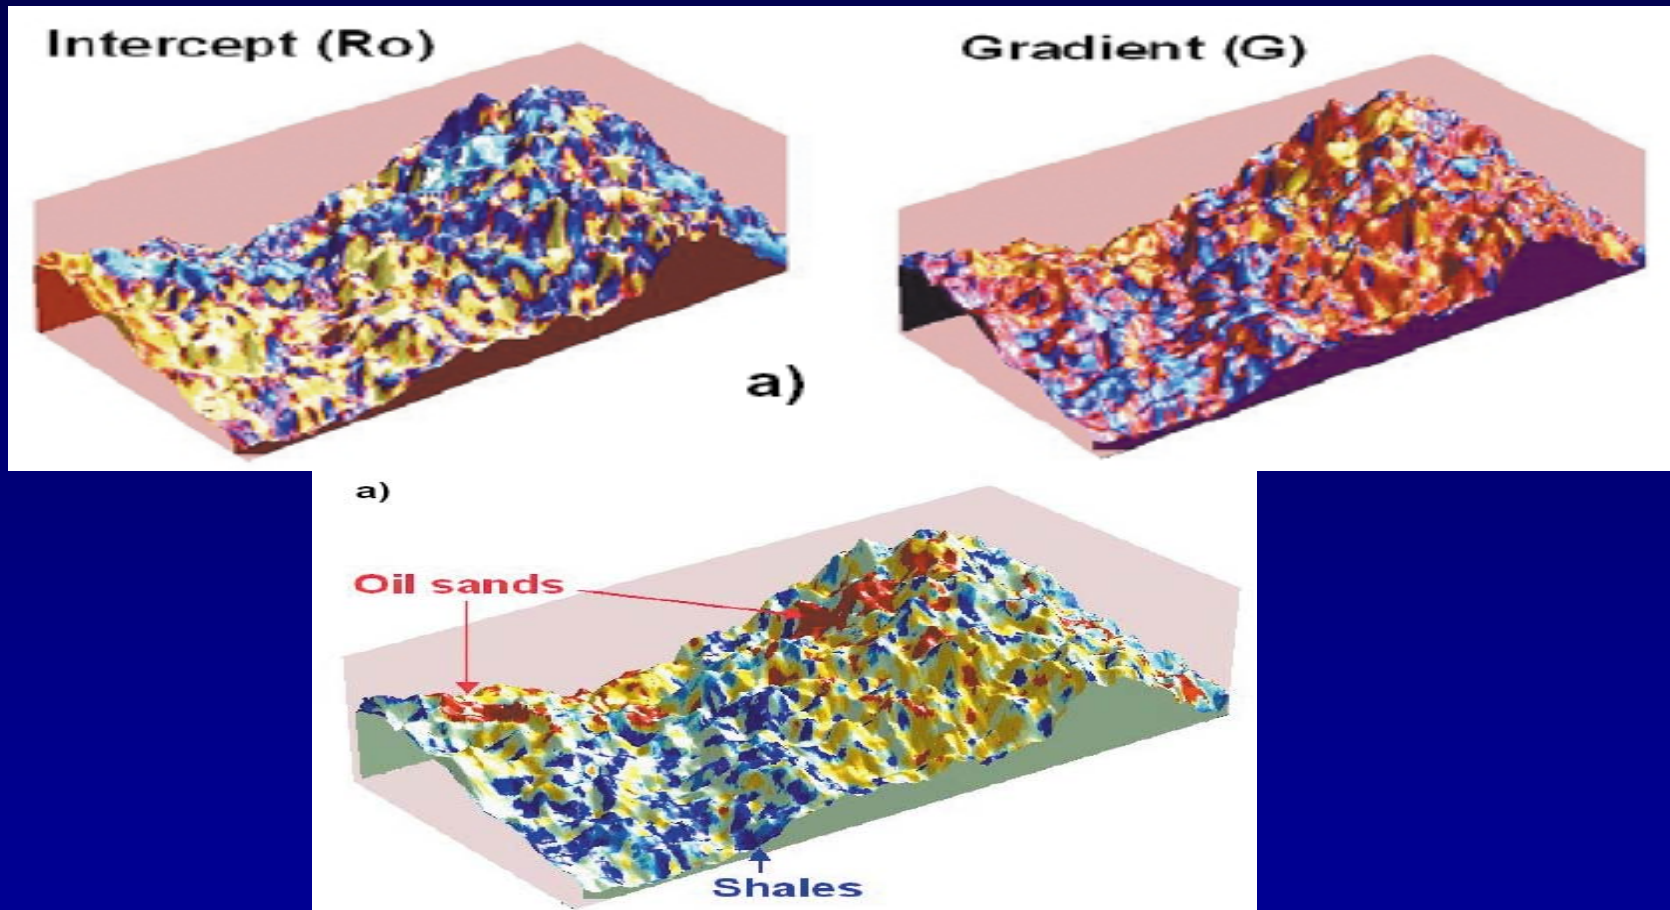 Intercept (Ro)
Gradient (G)
a)
a)
Oil sands
Shales